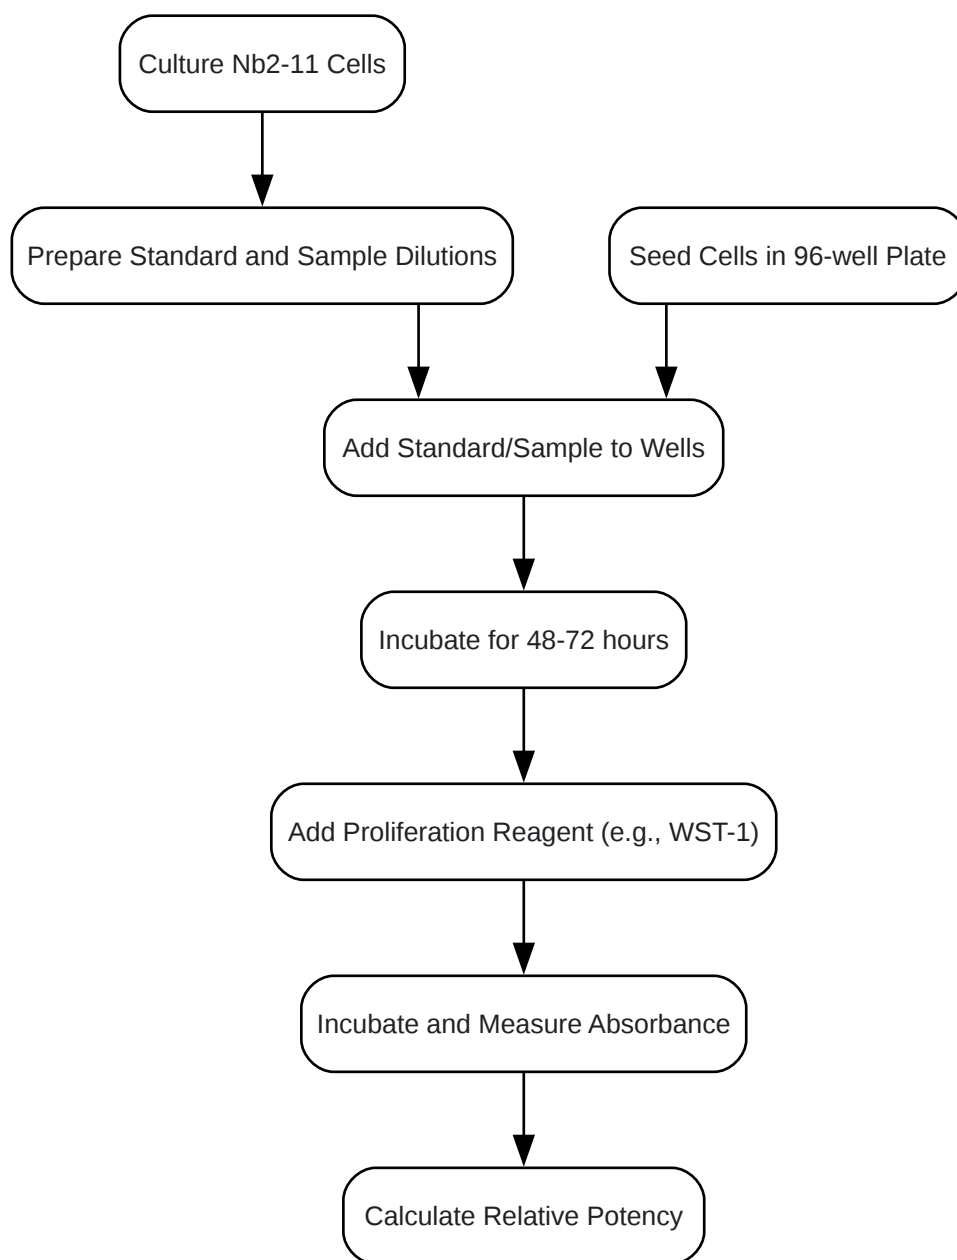 Culture Nb2-11 Cells
Prepare Standard and Sample Dilutions
Seed Cells in 96-well Plate
Add Standard/Sample to Wells
Incubate for 48-72 hours
Add Proliferation Reagent (e.g., WST-1)
Incubate and Measure Absorbance
Calculate Relative Potency